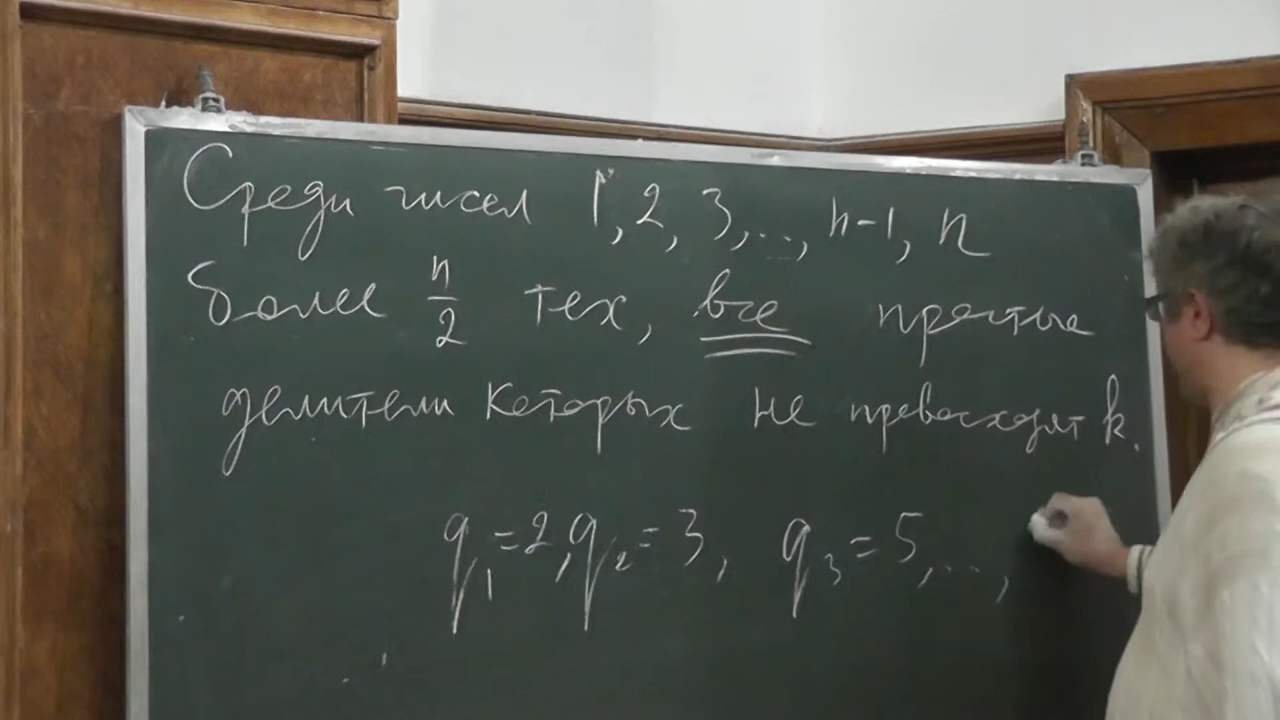 Среди чисел 1, 2, 3, ..., n-1, n
более n/2 тех, все простые
делители которых не превосходят k.
q₁=2, q₂=3, q₃=5, ...,